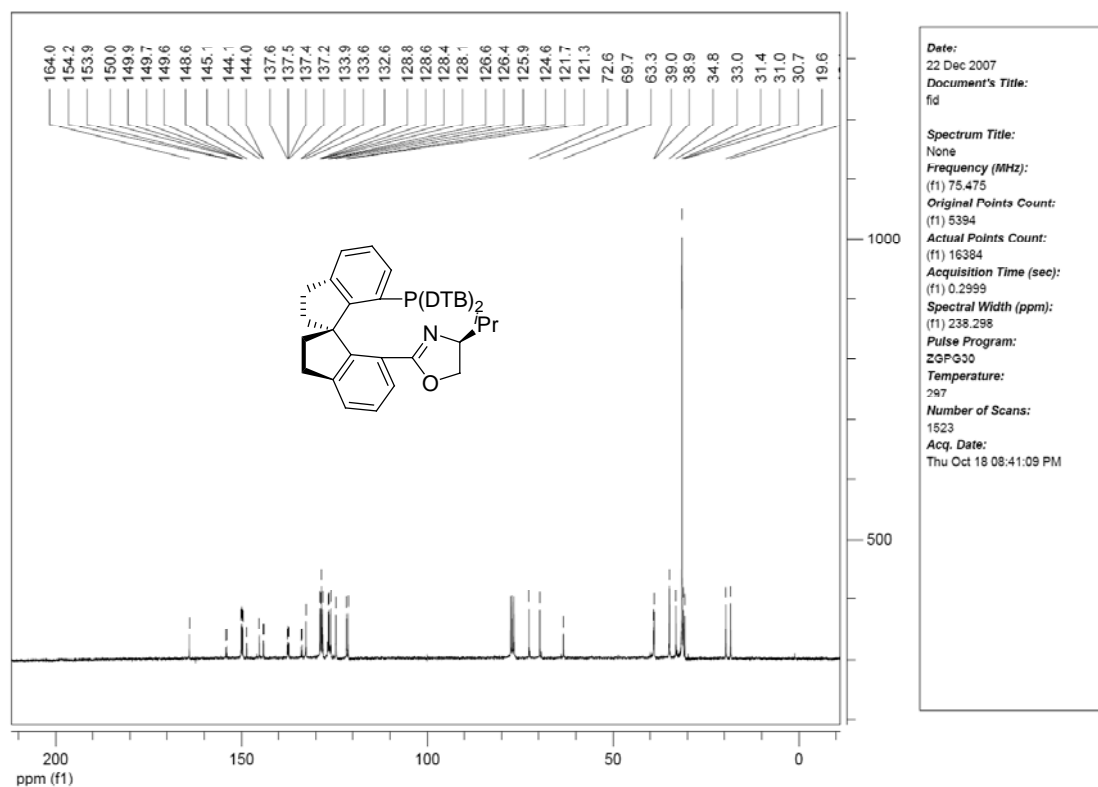 164.0
154.2
153.9
150.0
149.9
149.7
149.6
148.6
145.1
144.1
144.0
137.6
137.5
137.4
137.2
133.9
133.6
132.6
128.8
128.6
128.4
128.1
126.6
126.4
125.9
124.6
121.7
121.3
72.6
69.7
63.3
39.0
38.9
34.8
33.0
31.4
31.0
30.7
19.6
P(DTB)2
iPr
N
O
1000
500
200
150
100
50
0
ppm (f1)
Date:
22 Dec 2007
Document's Title:
fid
Spectrum Title:
None
Frequency (MHz):
(f1) 75.475
Original Points Count:
(f1) 5394
Actual Points Count:
(f1) 16384
Acquisition Time (sec):
(f1) 0.2999
Spectral Width (ppm):
(f1) 238.298
Pulse Program:
ZGPG30
Temperature:
297
Number of Scans:
1523
Acq. Date:
Thu Oct 18 08:41:09 PM